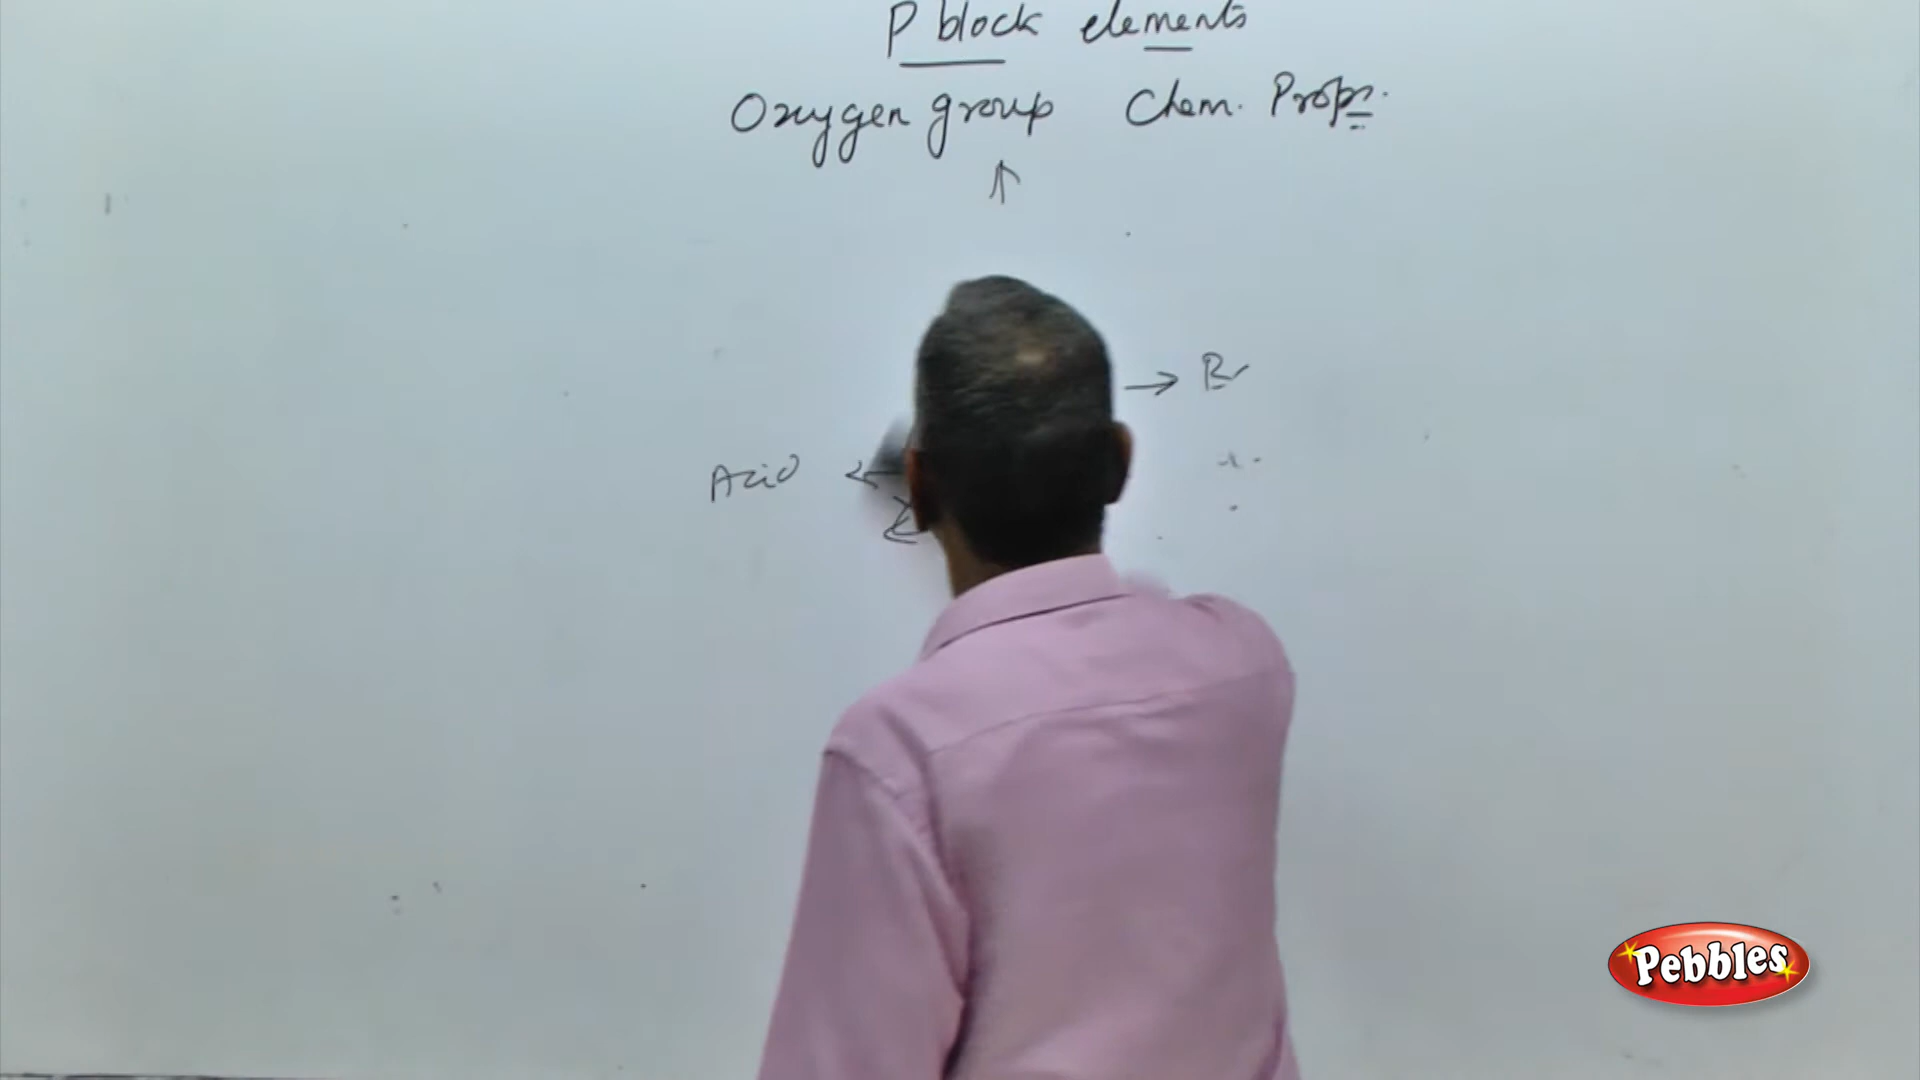 P block elements
Oxygen group Chem. Props.
→ Br
Acid ←
Pebbles